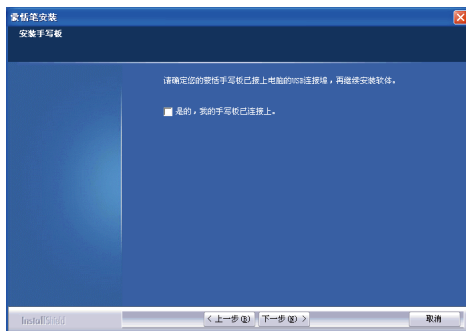 蒙恬笔安装
安装手写板
请确定您的蒙恬手写板已接上电脑的USB连接埠，再继续安装软体。
是的，我的手写板已连接上。
InstallShield
< 上一步(B) 下一步(N) > 取消